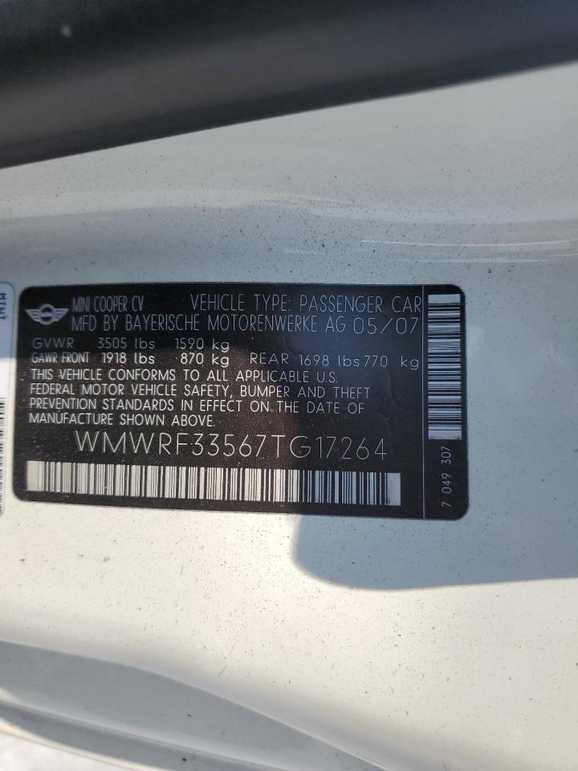 MINI COOPER CV VEHICLE TYPE: PASSENGER CAR
MFD BY BAYERISCHE MOTORENWERKE AG 05/07
GVWR 3505 lbs 1590 kg
GAWR FRONT 1918 lbs 870 kg REAR 1698 lbs 770 kg
THIS VEHICLE CONFORMS TO ALL APPLICABLE U.S.
FEDERAL MOTOR VEHICLE SAFETY, BUMPER AND THEFT
PREVENTION STANDARDS IN EFFECT ON THE DATE OF
MANUFACTURE SHOWN ABOVE.
WMWRF33567TG17264
7 049 307
MINI